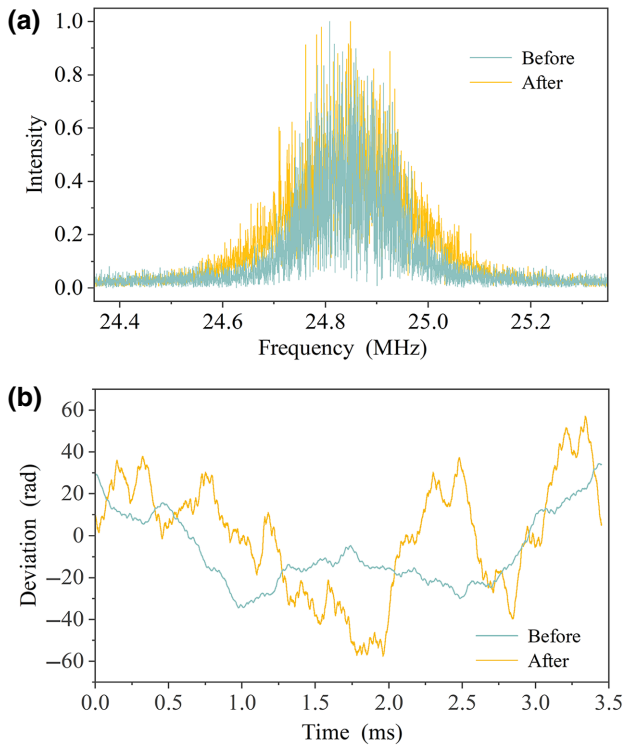 (a)
1.0
0.8
0.6
0.4
0.2
0.0
Intensity
Before
After
24.4 24.6 24.8 25.0 25.2
Frequency (MHz)
(b)
60
40
20
0
−20
−40
−60
Deviation (rad)
Before
After
0.0 0.5 1.0 1.5 2.0 2.5 3.0 3.5
Time (ms)